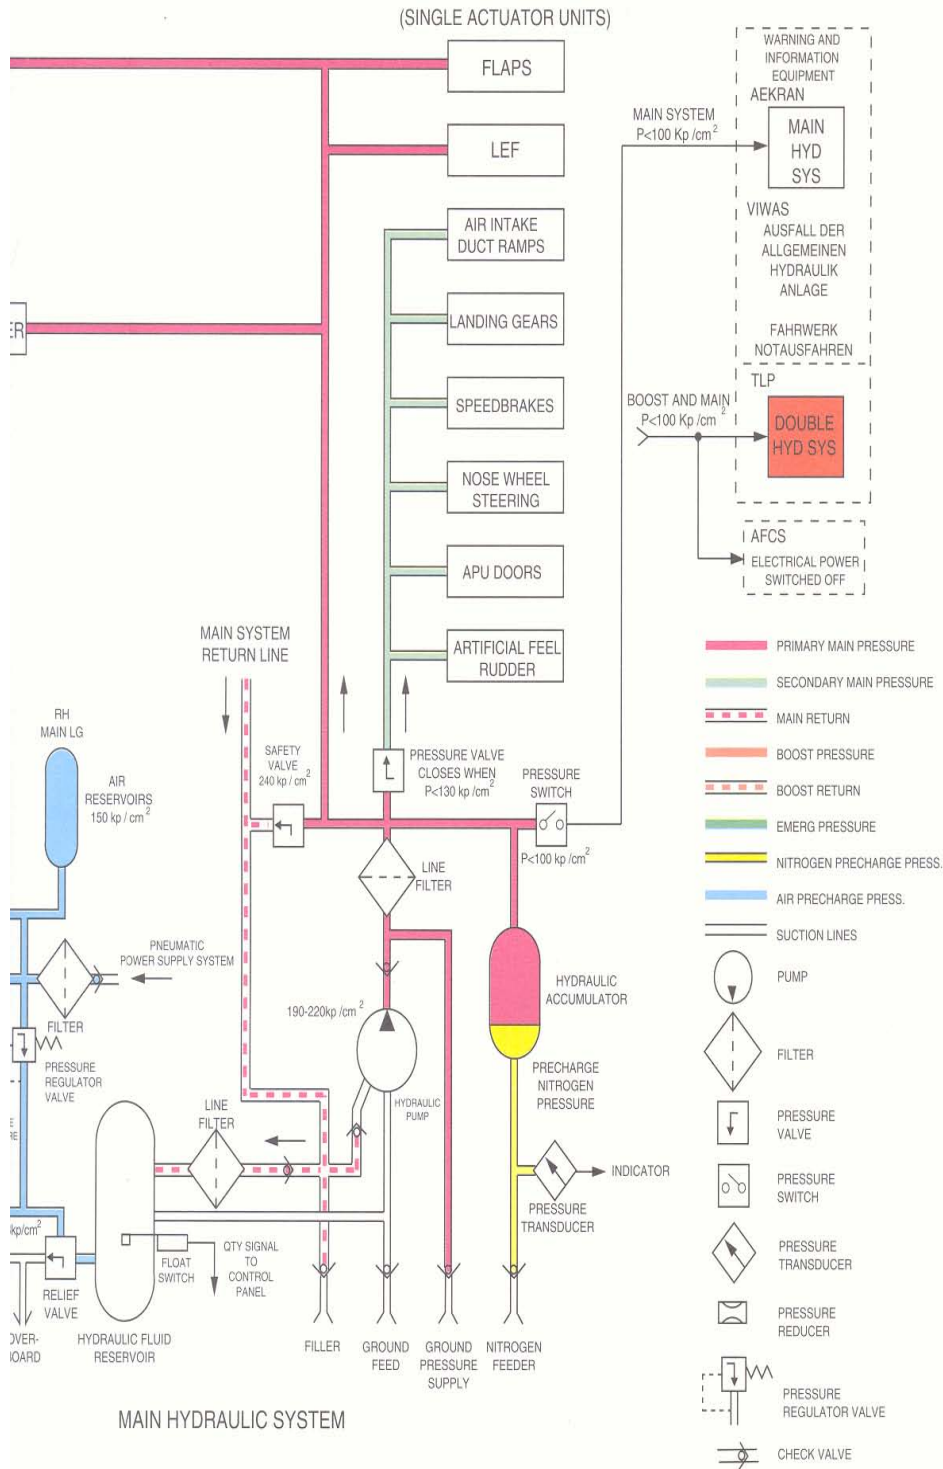 (SINGLE ACTUATOR UNITS)
FLAPS
LEF
AIR INTAKE
DUCT RAMPS
LANDING GEARS
SPEEDBRAKES
NOSE WHEEL
STEERING
APU DOORS
ARTIFICIAL FEEL
RUDDER
ER
MAIN SYSTEM
P<100 Kp /cm²
WARNING AND
INFORMATION
EQUIPMENT
AEKRAN
MAIN
HYD
SYS
VIWAS
AUSFALL DER
ALLGEMEINEN
HYDRAULIK
ANLAGE
FAHRWERK
NOTAUSFAHREN
TLP
BOOST AND MAIN
P<100 Kp /cm²
DOUBLE
HYD SYS
AFCS
ELECTRICAL POWER
SWITCHED OFF
MAIN SYSTEM
RETURN LINE
RH
MAIN LG
AIR
RESERVOIRS
150 kp / cm²
SAFETY
VALVE
240 kp / cm²
PRESSURE VALVE
CLOSES WHEN
P<130 kp/cm²
PRESSURE
SWITCH
P<100 kp /cm²
LINE
FILTER
PNEUMATIC
POWER SUPPLY SYSTEM
FILTER
PRESSURE
REGULATOR
VALVE
190-220kp /cm²
HYDRAULIC
PUMP
HYDRAULIC
ACCUMULATOR
PRECHARGE
NITROGEN
PRESSURE
LINE
FILTER
INDICATOR
PRESSURE
TRANSDUCER
E
RE
kp/cm²
FLOAT
SWITCH
QTY SIGNAL
TO
CONTROL
PANEL
RELIEF
VALVE
OVER-
BOARD
HYDRAULIC FLUID
RESERVOIR
FILLER
GROUND
FEED
GROUND
PRESSURE
SUPPLY
NITROGEN
FEEDER
MAIN HYDRAULIC SYSTEM
PRIMARY MAIN PRESSURE
SECONDARY MAIN PRESSURE
MAIN RETURN
BOOST PRESSURE
BOOST RETURN
EMERG PRESSURE
NITROGEN PRECHARGE PRESS.
AIR PRECHARGE PRESS.
SUCTION LINES
PUMP
FILTER
PRESSURE
VALVE
PRESSURE
SWITCH
PRESSURE
TRANSDUCER
PRESSURE
REDUCER
PRESSURE
REGULATOR VALVE
CHECK VALVE